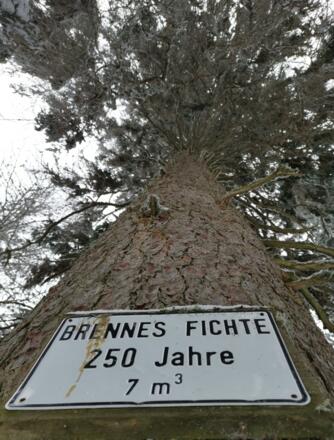 BRENNES FICHTE
250 Jahre
7 m³